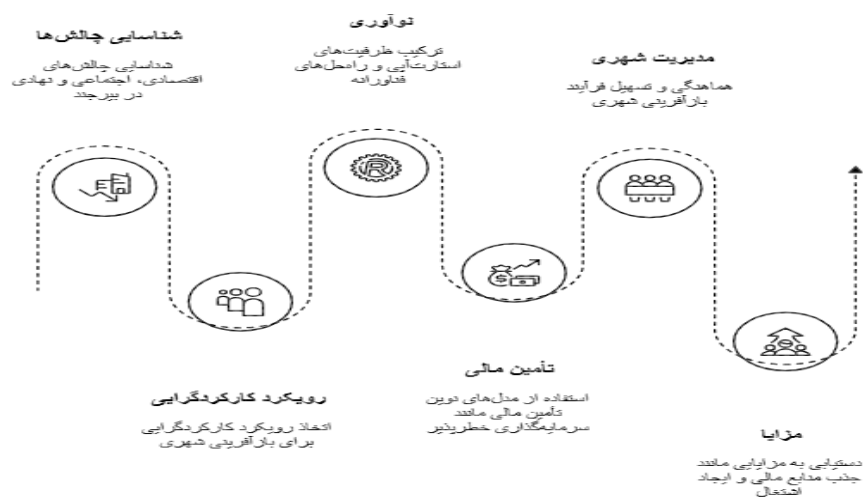 شناسایی چالش‌ها
شناسایی چالش‌های
اقتصادی، اجتماعی و نهادی
در بیرجند
رویکرد کارکردگرایی
اتخاذ رویکرد کارکردگرایی
برای بازآفرینی شهری
نوآوری
ترکیب ظرفیت‌های
استارت‌آپی و راه‌حل‌های
فناورانه
تأمین مالی
استفاده از مدل‌های نوین
تأمین مالی مانند
سرمایه‌گذاری خطرپذیر
مدیریت شهری
هماهنگی و تسهیل فرآیند
بازآفرینی شهری
مزایا
دستیابی به مزایایی مانند
جذب منابع مالی و ایجاد
اشتغال